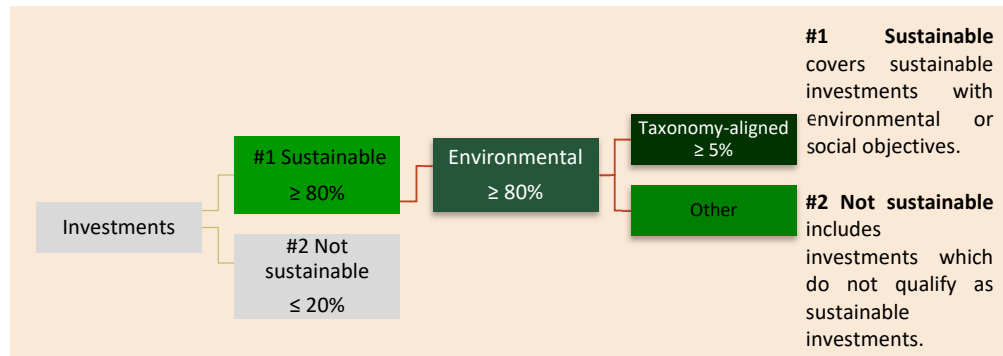 Investments
#1 Sustainable
≥ 80%
#2 Not
sustainable
≤ 20%
Environmental
≥ 80%
Taxonomy-aligned
≥ 5%
Other
#1 Sustainable
covers sustainable
investments with
environmental or
social objectives.
#2 Not sustainable
includes
investments which
do not qualify as
sustainable
investments.